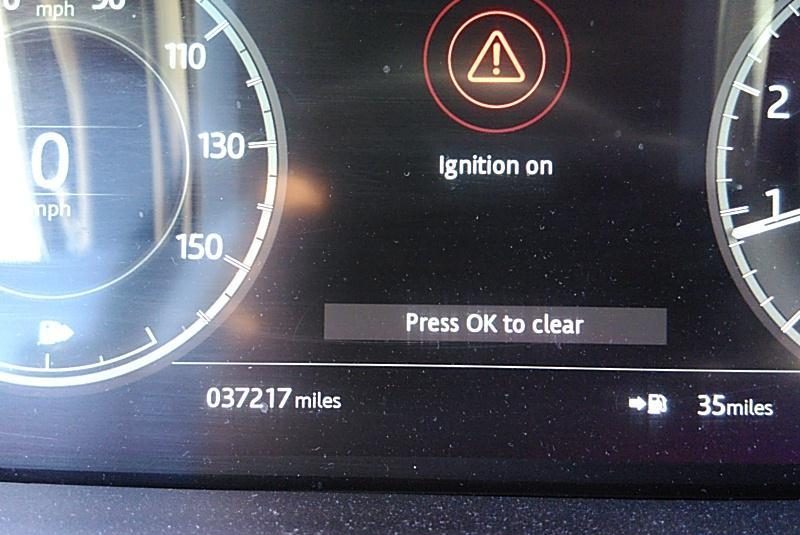 mph
110
130
0
mph
150
Ignition on
Press OK to clear
2
1
037217 miles
35miles